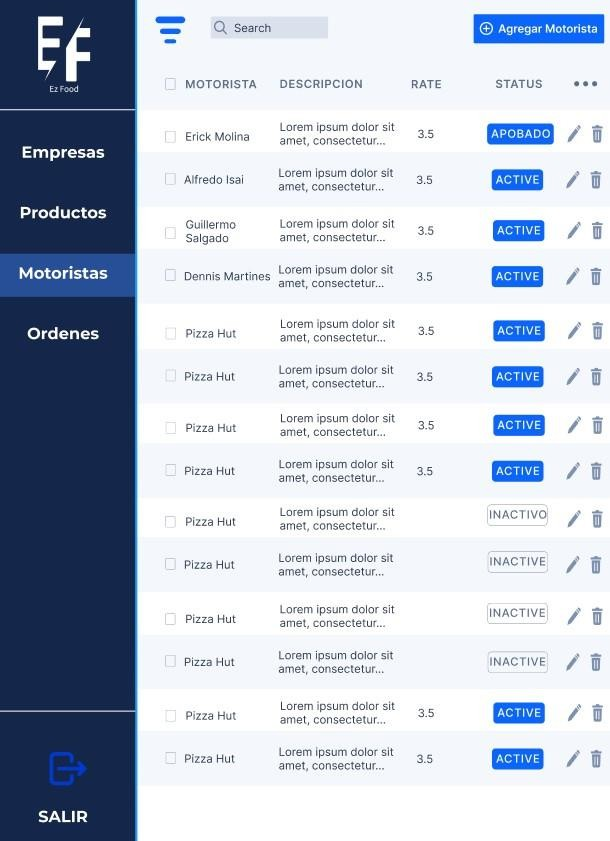 EF
Ez Food
Empresas
Productos
Motoristas
Ordenes
SALIR
Search
Agregar Motorista
MOTORISTA DESCRIPCION RATE STATUS
Erick Molina Lorem ipsum dolor sit 3.5 APOBADO
amet, consectetur...
Alfredo Isai Lorem ipsum dolor sit 3.5 ACTIVE
amet, consectetur...
Guillermo Lorem ipsum dolor sit 3.5 ACTIVE
Salgado amet, consectetur...
Dennis Martines Lorem ipsum dolor sit 3.5 ACTIVE
amet, consectetur...
Pizza Hut Lorem ipsum dolor sit 3.5 ACTIVE
amet, consectetur...
Pizza Hut Lorem ipsum dolor sit 3.5 ACTIVE
amet, consectetur...
Pizza Hut Lorem ipsum dolor sit 3.5 ACTIVE
amet, consectetur...
Pizza Hut Lorem ipsum dolor sit 3.5 ACTIVE
amet, consectetur...
Pizza Hut Lorem ipsum dolor sit INACTIVO
amet, consectetur...
Pizza Hut Lorem ipsum dolor sit INACTIVE
amet, consectetur...
Pizza Hut Lorem ipsum dolor sit INACTIVE
amet, consectetur...
Pizza Hut Lorem ipsum dolor sit INACTIVE
amet, consectetur...
Pizza Hut Lorem ipsum dolor sit 3.5 ACTIVE
amet, consectetur...
Pizza Hut Lorem ipsum dolor sit 3.5 ACTIVE
amet, consectetur...